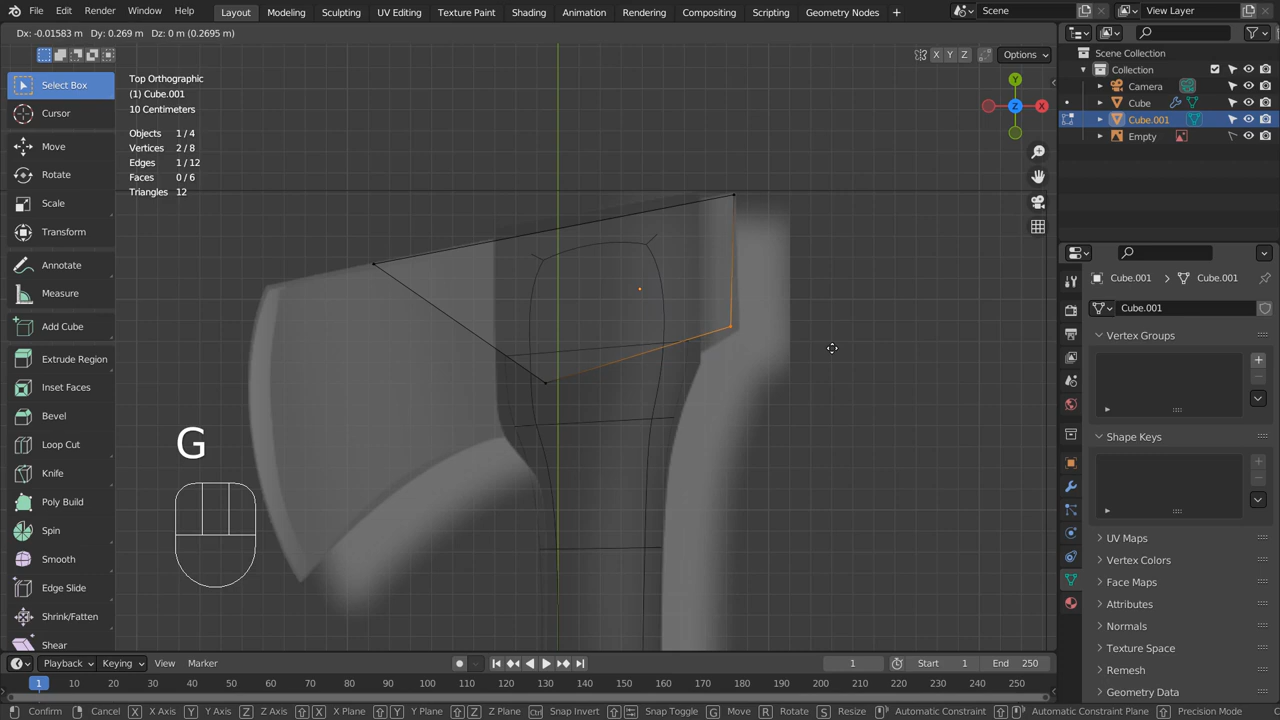 File Edit Render Window Help Layout Modeling Sculpting UV Editing Texture Paint Shading Animation Rendering Compositing Scripting Geometry Nodes + Scene View Layer
Dx: -0.01583 m Dy: 0.269 m Dz: 0 m (0.2695 m)
X Y Z Options
Select Box
Cursor
Move
Rotate
Scale
Transform
Annotate
Measure
Add Cube
Extrude Region
Inset Faces
Bevel
Loop Cut
Knife
Poly Build
Spin
Smooth
Edge Slide
Shrink/Fatten
Shear
Top Orthographic
(1) Cube.001
10 Centimeters
Objects 1/4
Vertices 2/8
Edges 1/12
Faces 0/6
Triangles 12
Y
Z X
G
Scene Collection
Collection
Camera
Cube
Cube.001
Empty
Cube.001 Cube.001
Cube.001
Vertex Groups
Shape Keys
UV Maps
Vertex Colors
Face Maps
Attributes
Normals
Texture Space
Remesh
Geometry Data
Playback Keying View Marker 1 Start 1 End 250
1 10 20 30 40 50 60 70 80 90 100 110 120 130 140 150 160 170 180 190 200 210 220 230 240 250
Confirm Cancel X X Axis Y Y Axis Z Z Axis X X Plane Y Y Plane Z Z Plane Ctrl Snap Invert Snap Toggle G Move R Rotate S Resize Automatic Constraint Automatic Constraint Plane Precision Mode